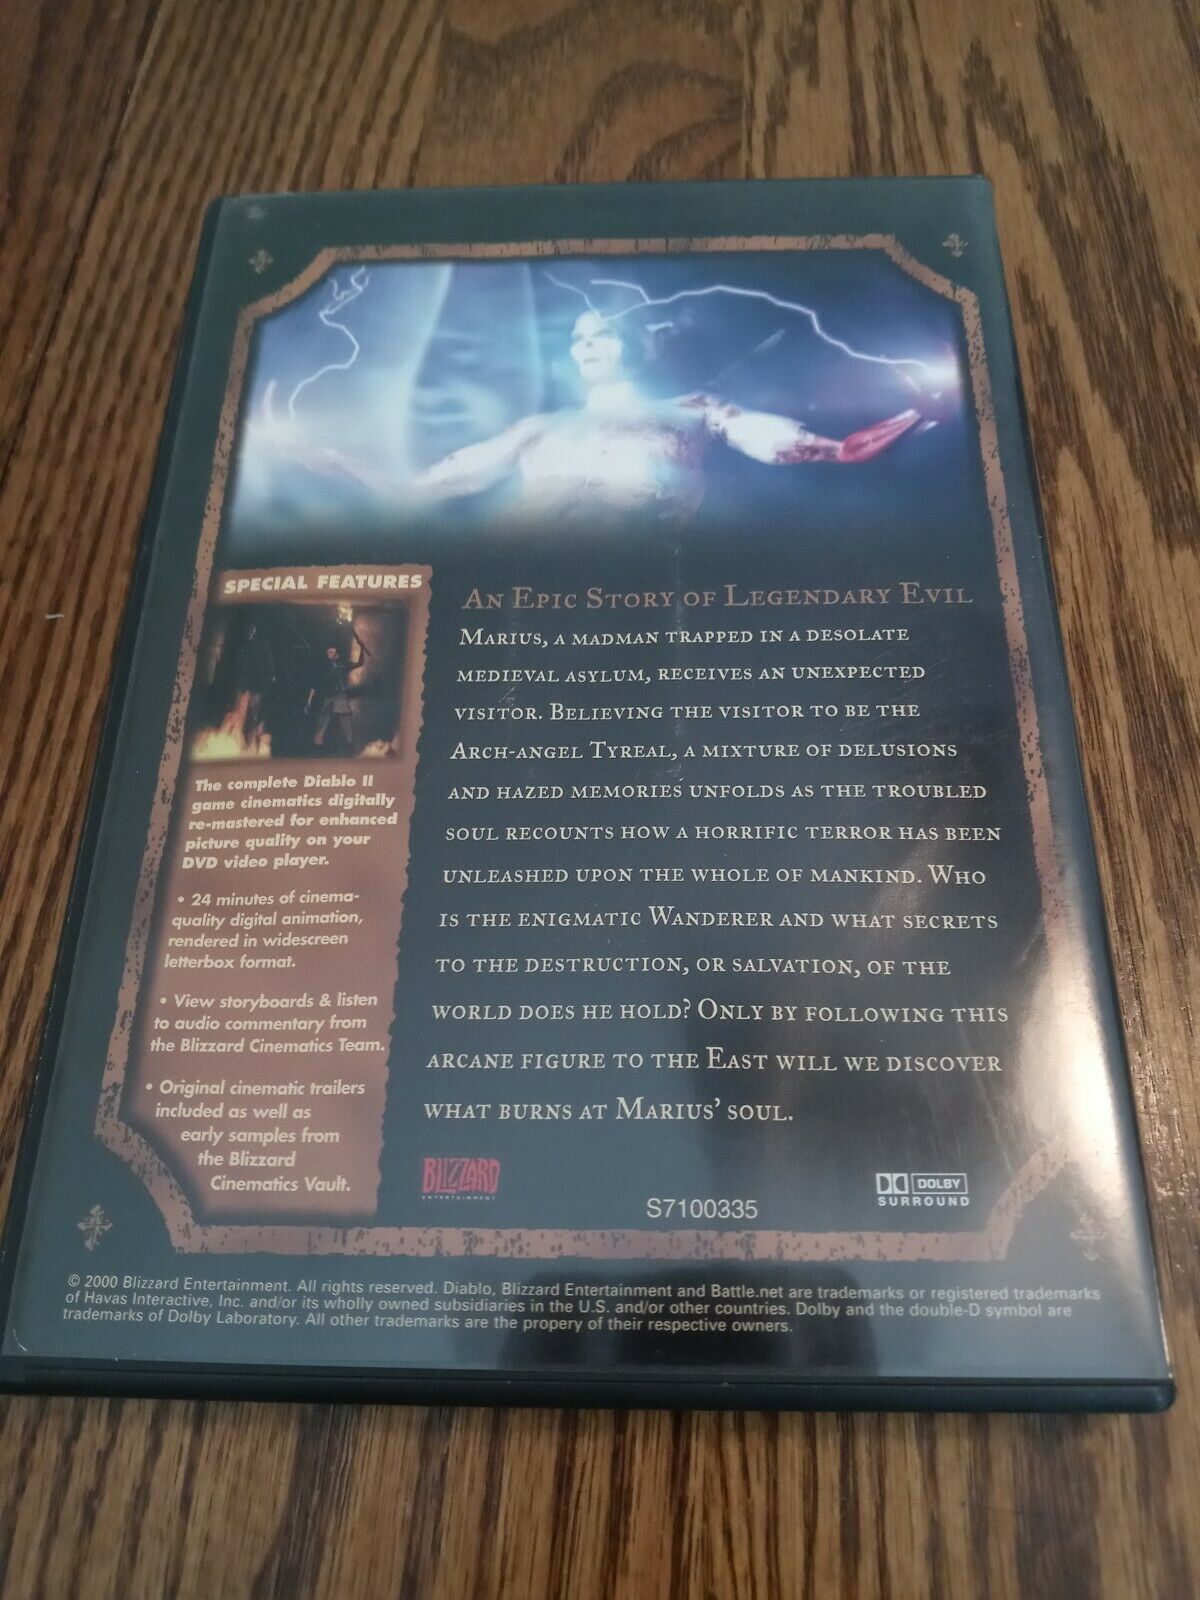 SPECIAL FEATURES
The complete Diablo II
game cinematics digitally
re-mastered for enhanced
picture quality on your
DVD video player.
• 24 minutes of cinema-
quality digital animation,
rendered in widescreen
letterbox format.
• View storyboards & listen
to audio commentary from
the Blizzard Cinematics Team.
• Original cinematic trailers
included as well as
early samples from
the Blizzard
Cinematics Vault.
An Epic Story of Legendary Evil
Marius, a madman trapped in a desolate
medieval asylum, receives an unexpected
visitor. Believing the visitor to be the
Arch-angel Tyreal, a mixture of delusions
and hazed memories unfolds as the troubled
soul recounts how a horrific terror has been
unleashed upon the whole of mankind. Who
is the enigmatic Wanderer and what secrets
to the destruction, or salvation, of the
world does he hold? Only by following this
arcane figure to the East will we discover
what burns at Marius' soul.
BLIZZARD
ENTERTAINMENT
S7100335
DOLBY
SURROUND
© 2000 Blizzard Entertainment. All rights reserved. Diablo, Blizzard Entertainment and Battle.net are trademarks or registered trademarks
of Havas Interactive, Inc. and/or its wholly owned subsidiaries in the U.S. and/or other countries. Dolby and the double-D symbol are
trademarks of Dolby Laboratory. All other trademarks are the propery of their respective owners.